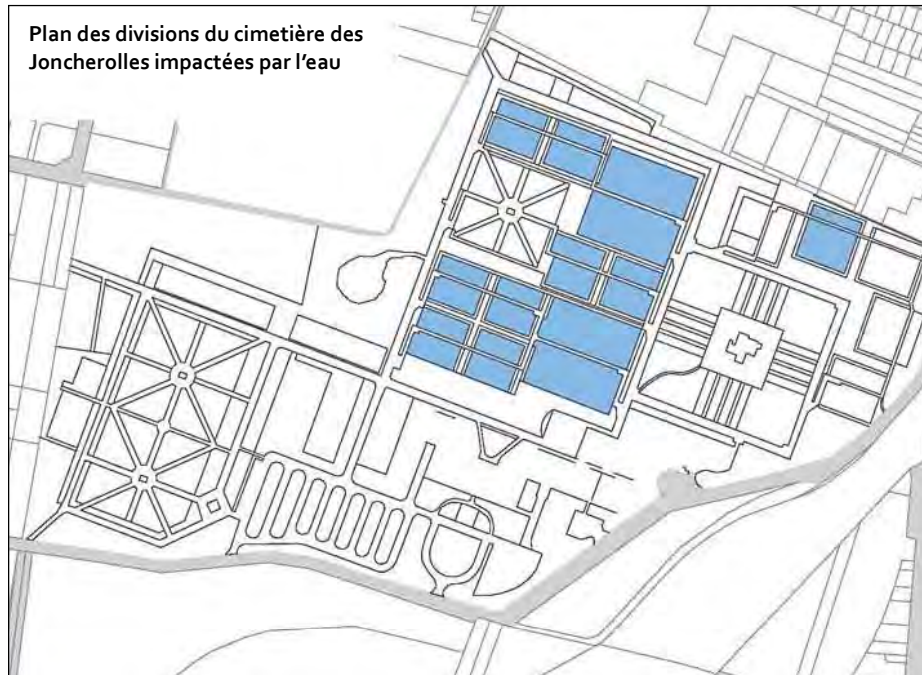 Plan des divisions du cimetière des
Joncherolles impactées par l'eau